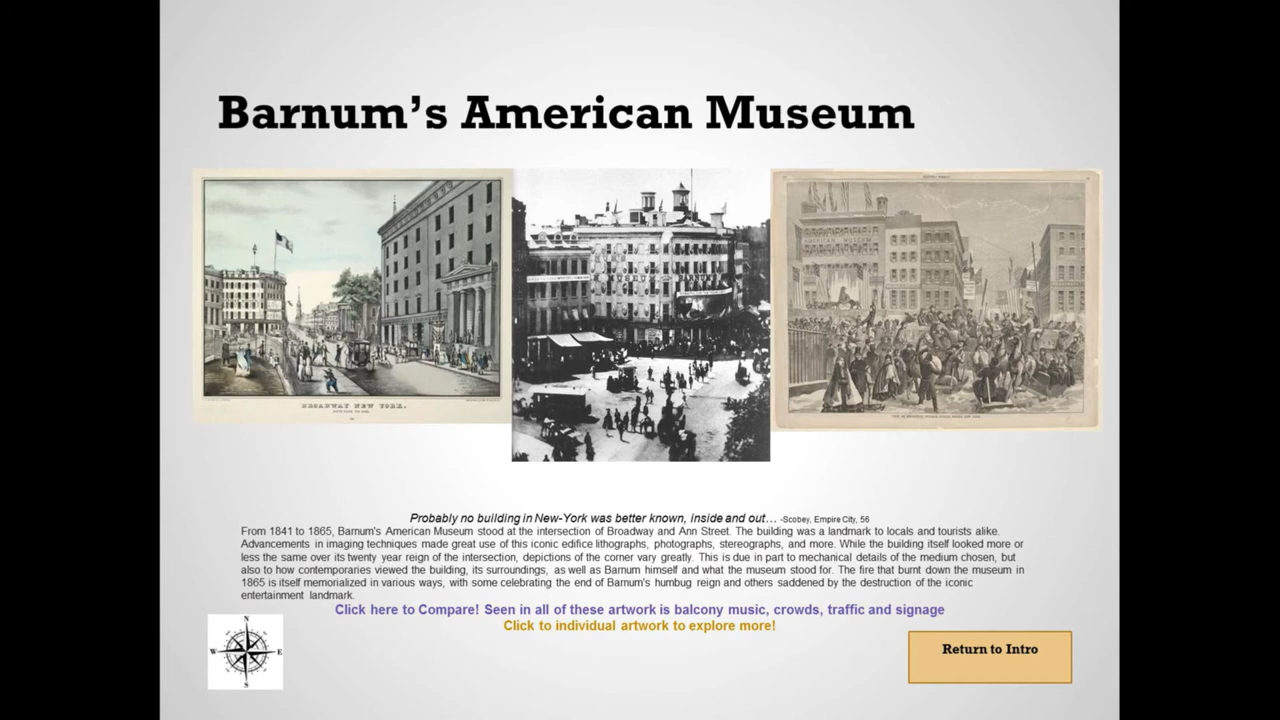 Barnum's American Museum
BROADWAY NEW YORK.
AMERICAN MUSEUM
MUSEUM
BARNUM'S
Probably no building in New-York was better known, inside and out… -Scobey, Empire City, 56
From 1841 to 1865, Barnum's American Museum stood at the intersection of Broadway and Ann Street. The building was a landmark to locals and tourists alike.
Advancements in imaging techniques made great use of this iconic edifice lithographs, photographs, stereographs, and more. While the building itself looked more or
less the same over its twenty year reign of the intersection, depictions of the corner vary greatly. This is due in part to mechanical details of the medium chosen, but
also to how contemporaries viewed the building, its surroundings, as well as Barnum himself and what the museum stood for. The fire that burnt down the museum in
1865 is itself memorialized in various ways, with some celebrating the end of Barnum's humbug reign and others saddened by the destruction of the iconic
entertainment landmark.
Click here to Compare! Seen in all of these artwork is balcony music, crowds, traffic and signage
Click to individual artwork to explore more!
N
W
E
S
Return to Intro